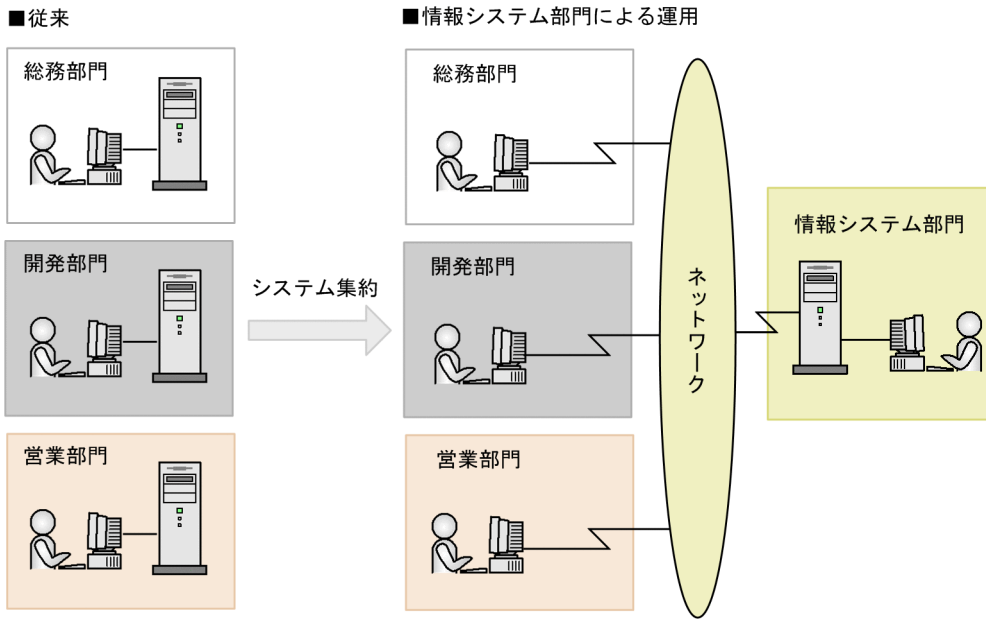 ■従来
総務部門
開発部門
営業部門
システム集約
■情報システム部門による運用
総務部門
開発部門
営業部門
ネットワーク
情報システム部門